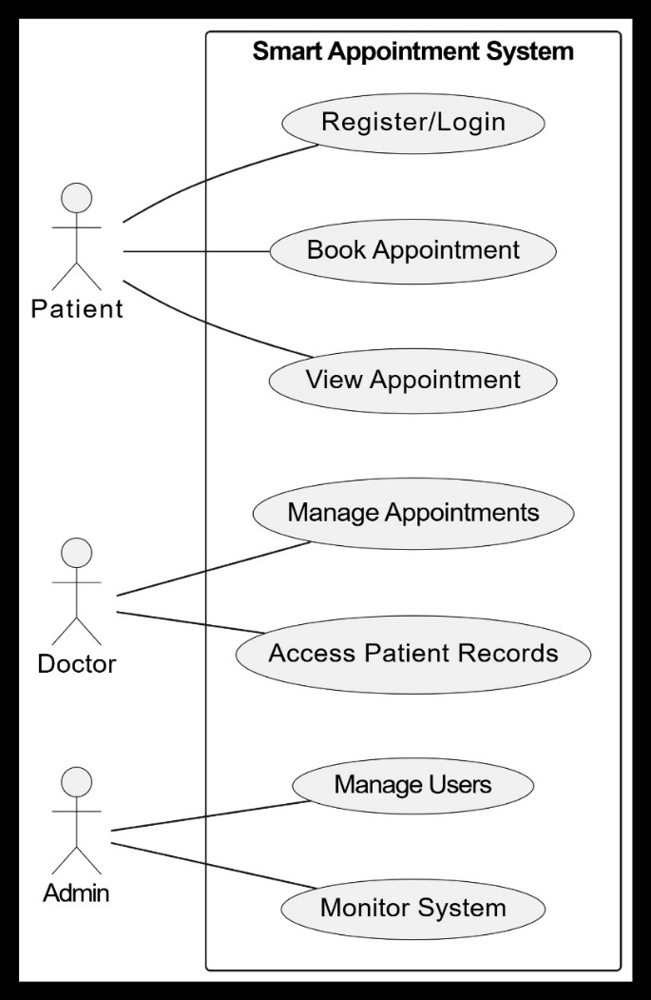 Smart Appointment System
Register/Login
Book Appointment
Patient
View Appointment
Manage Appointments
Doctor
Access Patient Records
Manage Users
Admin
Monitor System